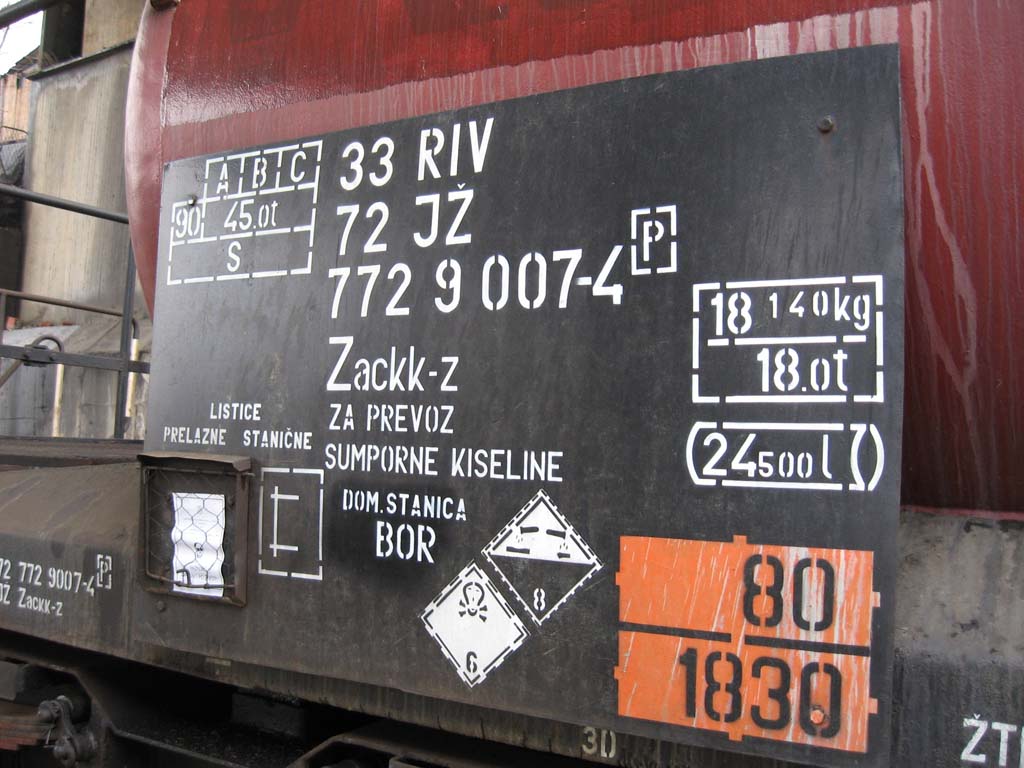 A B C
90 45.0t
S
33 RIV
72 JŽ
772 9 007-4 P
Zackk-z
ZA PREVOZ
SUMPORNE KISELINE
DOM.STANICA
BOR
LISTICE
PRELAZNE STANIČNE
E
18 140kg
18.0t
(24500 l)
8
6
80
1830
72 772 9007-4 P
JŽ Zackk-z
3D
ŽT